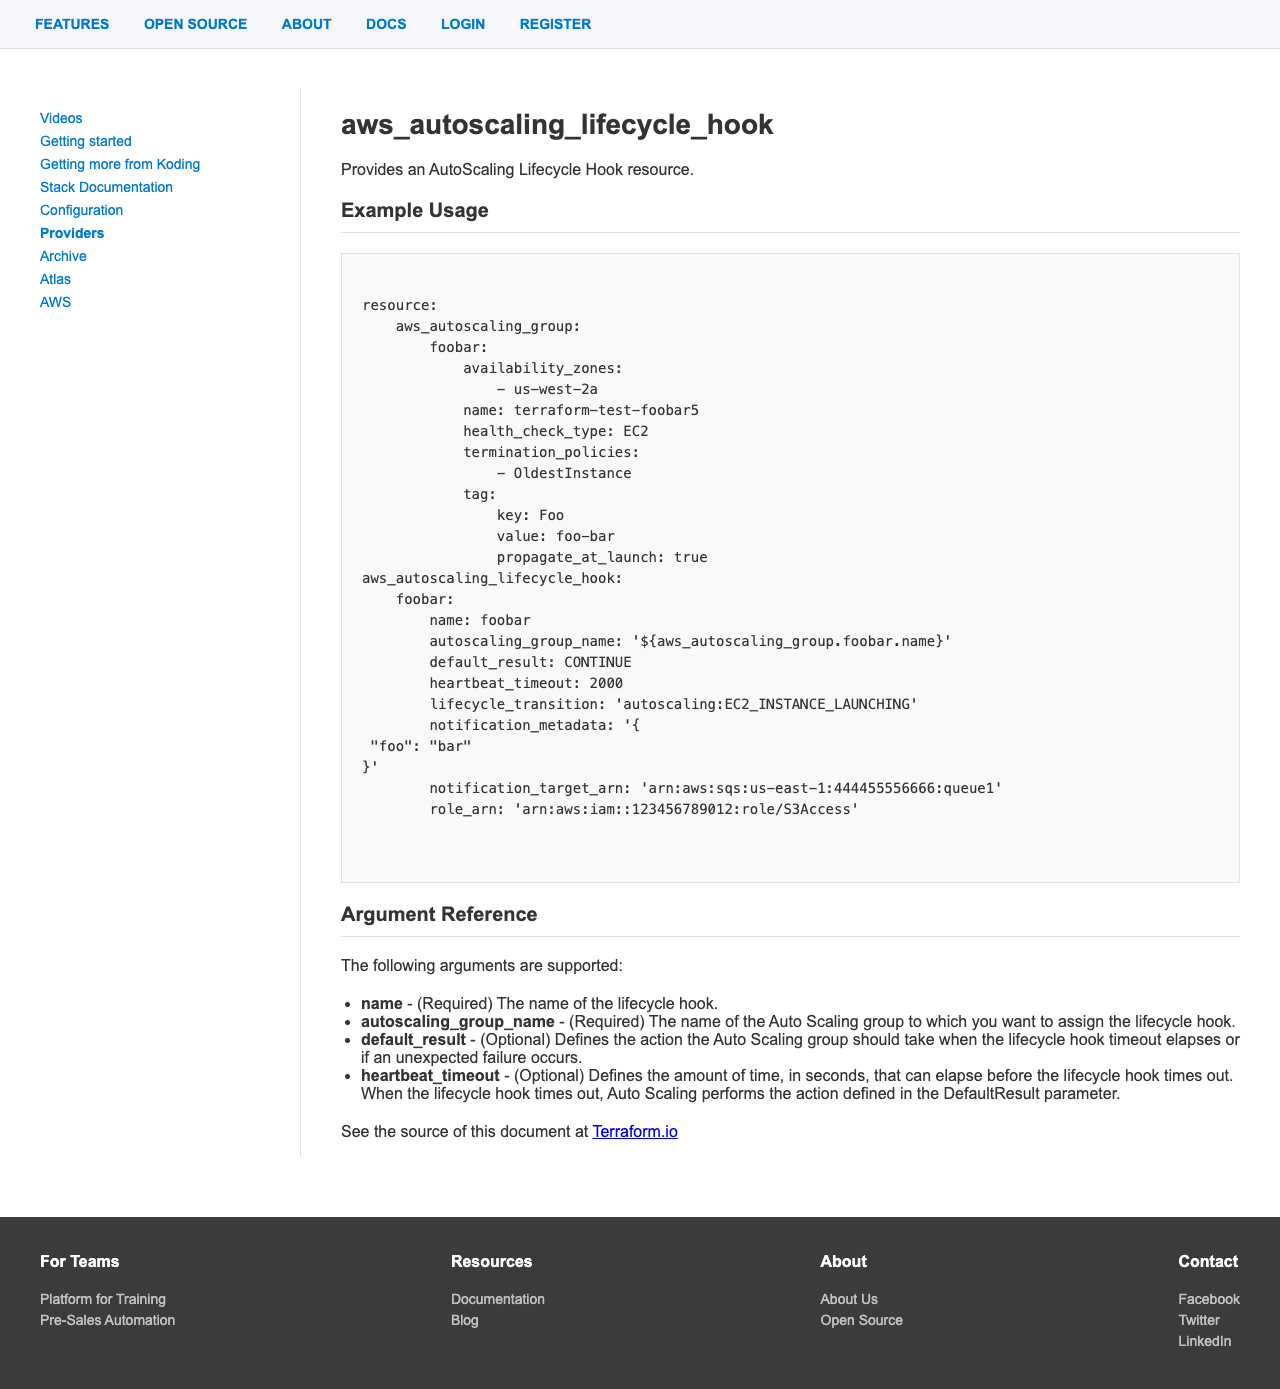 FEATURES OPEN SOURCE ABOUT DOCS LOGIN REGISTER
Videos
Getting started
Getting more from Koding
Stack Documentation
Configuration
Providers
Archive
Atlas
AWS
aws_autoscaling_lifecycle_hook
Provides an AutoScaling Lifecycle Hook resource.
Example Usage
resource:
    aws_autoscaling_group:
        foobar:
            availability_zones:
                - us-west-2a
            name: terraform-test-foobar5
            health_check_type: EC2
            termination_policies:
                - OldestInstance
            tag:
                key: Foo
                value: foo-bar
                propagate_at_launch: true
aws_autoscaling_lifecycle_hook:
    foobar:
        name: foobar
        autoscaling_group_name: '${aws_autoscaling_group.foobar.name}'
        default_result: CONTINUE
        heartbeat_timeout: 2000
        lifecycle_transition: 'autoscaling:EC2_INSTANCE_LAUNCHING'
        notification_metadata: '{
 "foo": "bar"
}'
        notification_target_arn: 'arn:aws:sqs:us-east-1:444455556666:queue1'
        role_arn: 'arn:aws:iam::123456789012:role/S3Access'
Argument Reference
The following arguments are supported:
• name - (Required) The name of the lifecycle hook.
• autoscaling_group_name - (Required) The name of the Auto Scaling group to which you want to assign the lifecycle hook.
• default_result - (Optional) Defines the action the Auto Scaling group should take when the lifecycle hook timeout elapses or
if an unexpected failure occurs.
• heartbeat_timeout - (Optional) Defines the amount of time, in seconds, that can elapse before the lifecycle hook times out.
When the lifecycle hook times out, Auto Scaling performs the action defined in the DefaultResult parameter.
See the source of this document at Terraform.io
For Teams
Platform for Training
Pre-Sales Automation
Resources
Documentation
Blog
About
About Us
Open Source
Contact
Facebook
Twitter
LinkedIn